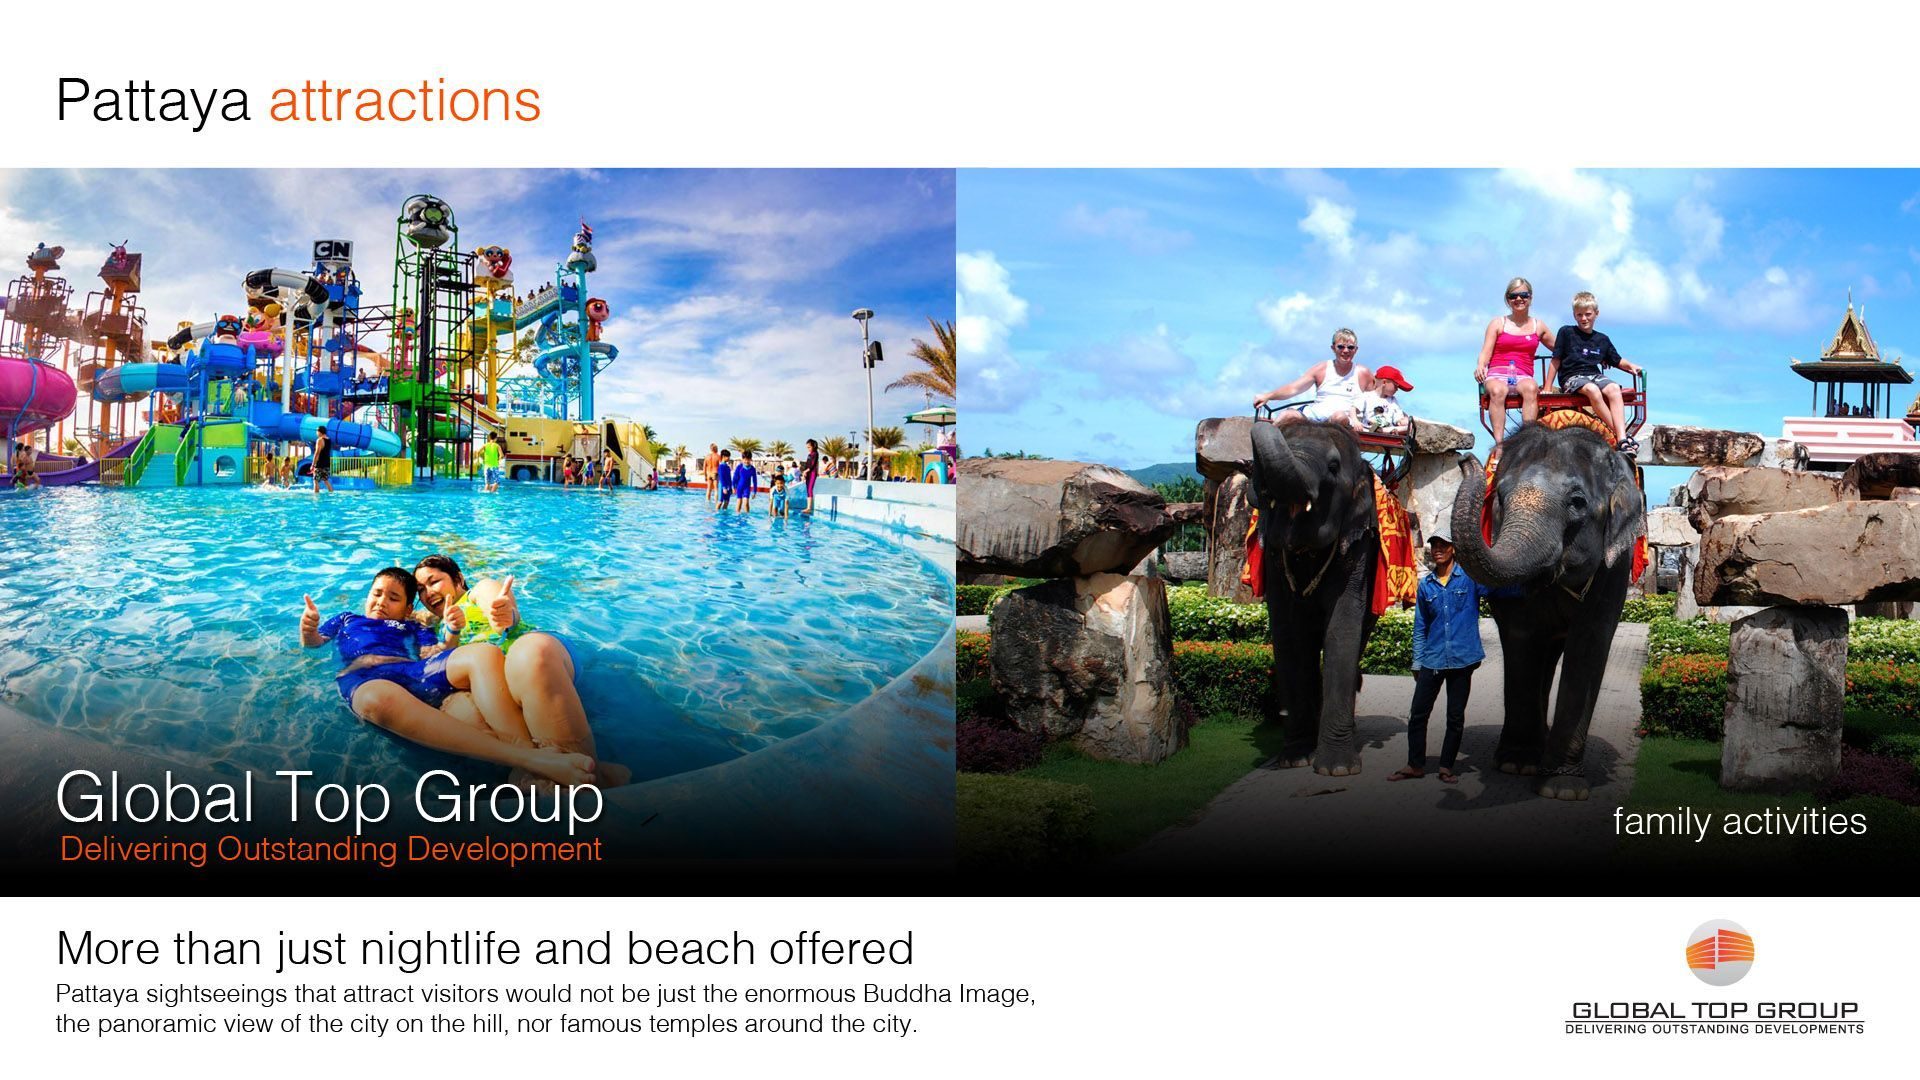 Pattaya attractions
CN
Global Top Group
Delivering Outstanding Development
family activities
More than just nightlife and beach offered
Pattaya sightseeings that attract visitors would not be just the enormous Buddha Image,
the panoramic view of the city on the hill, nor famous temples around the city.
GLOBAL TOP GROUP
DELIVERING OUTSTANDING DEVELOPMENTS